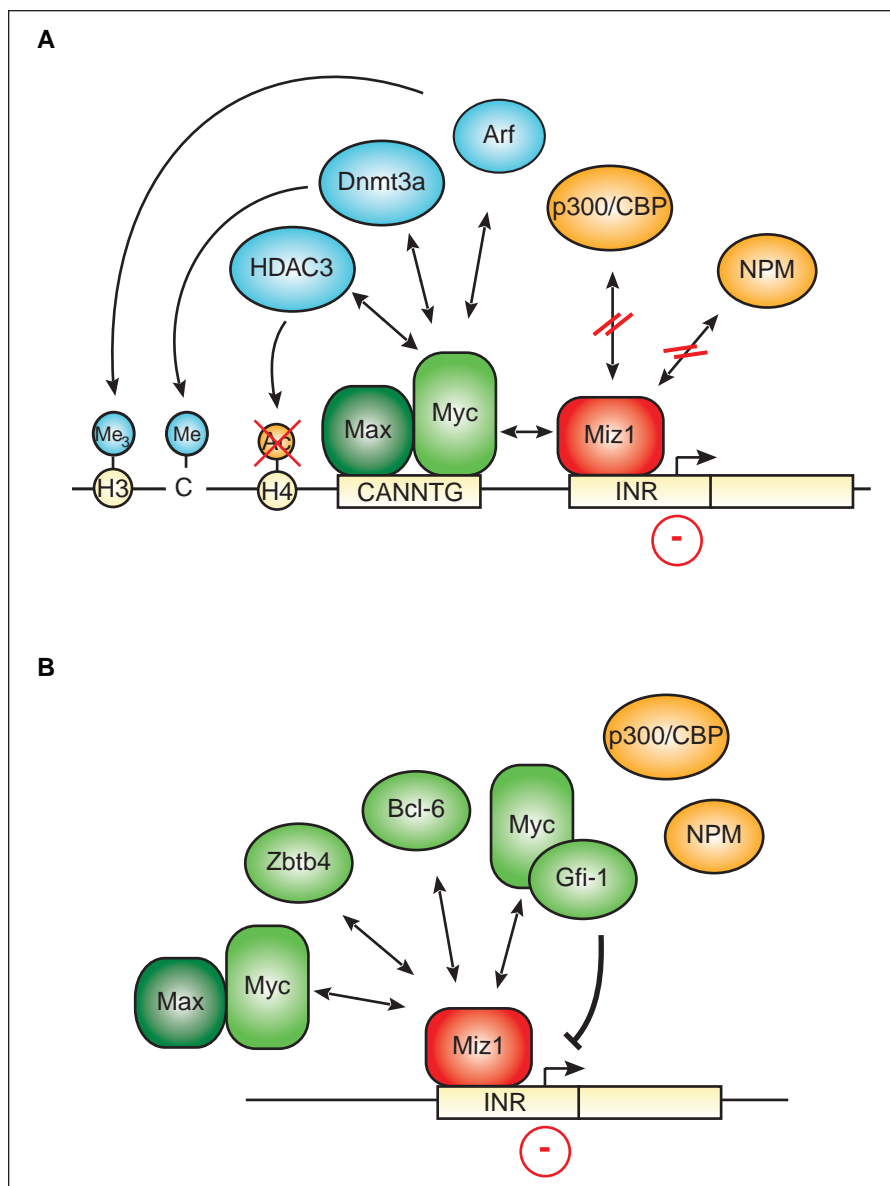 A
Arf
Dnmt3a
p300/CBP
HDAC3
NPM
Me3
Me
Ac
Max
Myc
Miz1
H3
C
H4
CANNTG
INR
-
B
p300/CBP
Bcl-6
Myc
NPM
Zbtb4
Gfi-1
Max
Myc
Miz1
INR
-